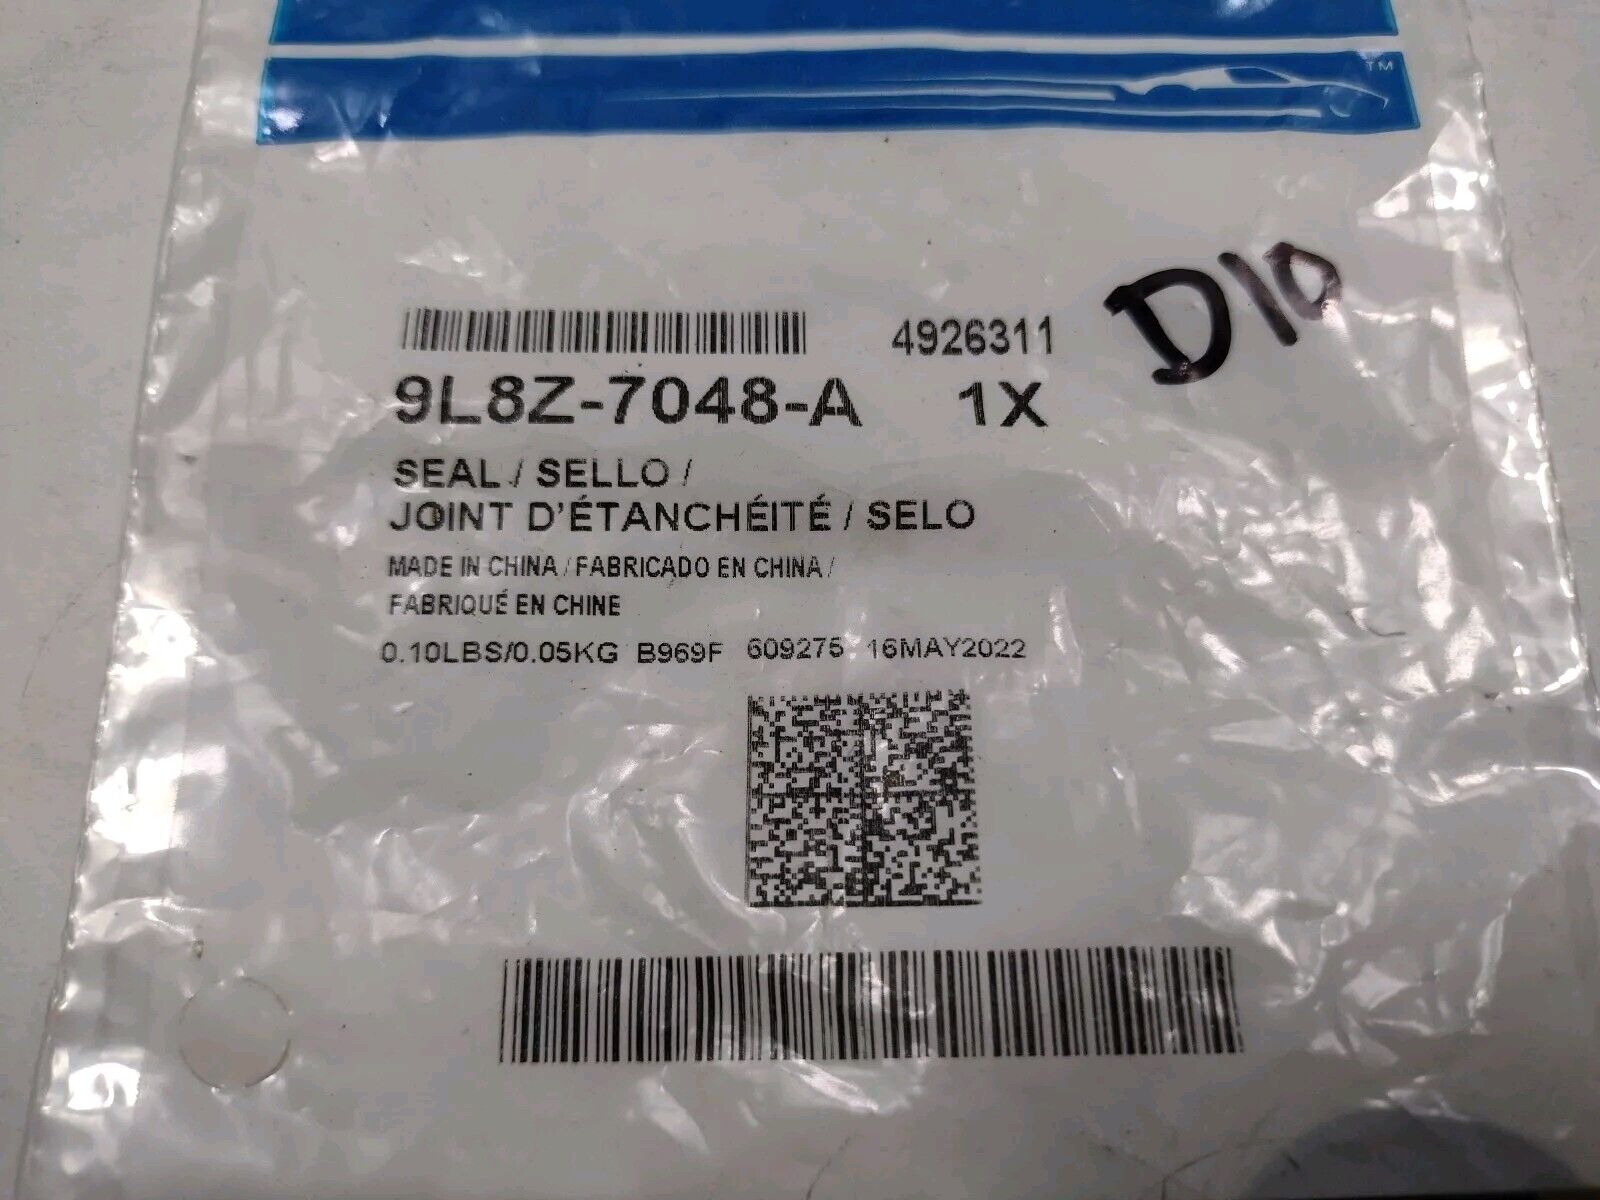 TM
4926311
D10
9L8Z-7048-A 1X
SEAL / SELLO /
JOINT D'ÉTANCHÉITÉ / SELO
MADE IN CHINA / FABRICADO EN CHINA /
FABRIQUÉ EN CHINE
0.10LBS/0.05KG B969F 609275 16MAY2022